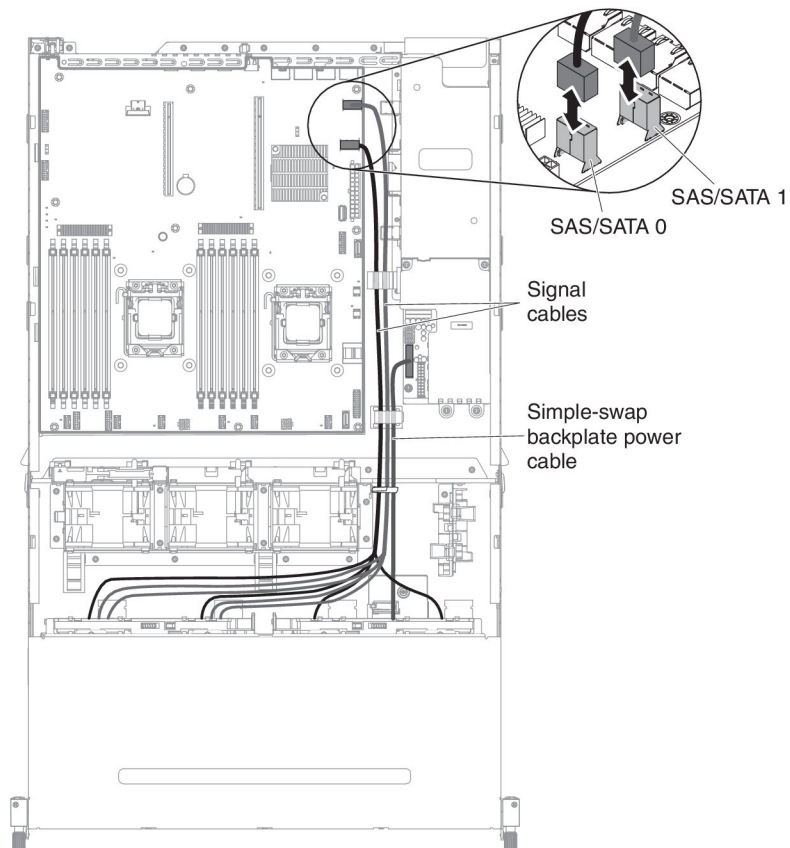 SAS/SATA 1
SAS/SATA 0
Signal
cables
Simple-swap
backplate power
cable